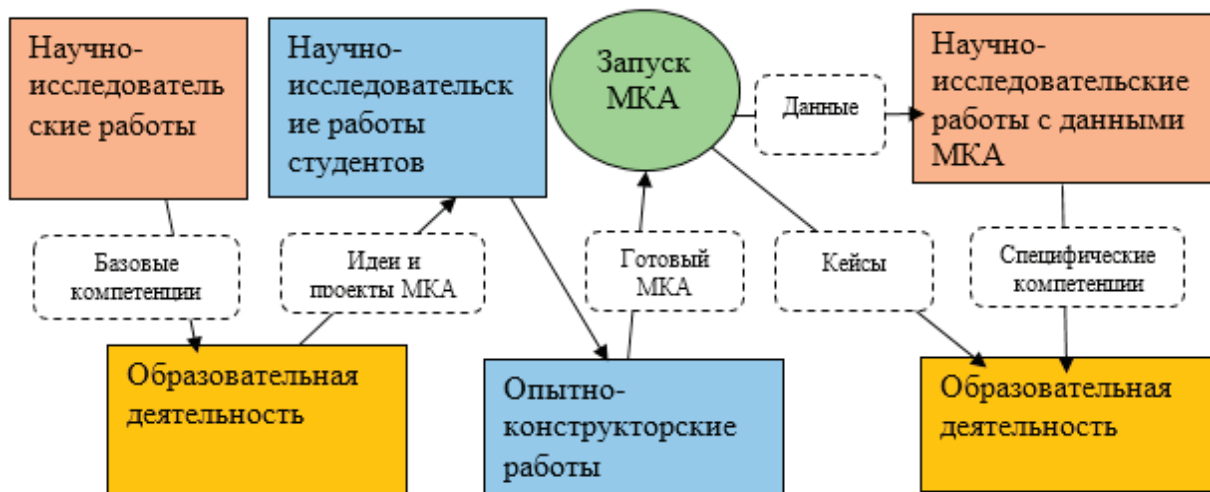 Научно-
исследователь
ские работы
Научно-
исследовательск
ие работы
студентов
Запуск
МКА
Данные
Научно-
исследовательские
работы с данными
МКА
Базовые
компетенции
Идеи и
проекты МКА
Готовый
МКА
Кейсы
Специфические
компетенции
Образовательная
деятельность
Опытно-
конструкторские
работы
Образовательная
деятельность